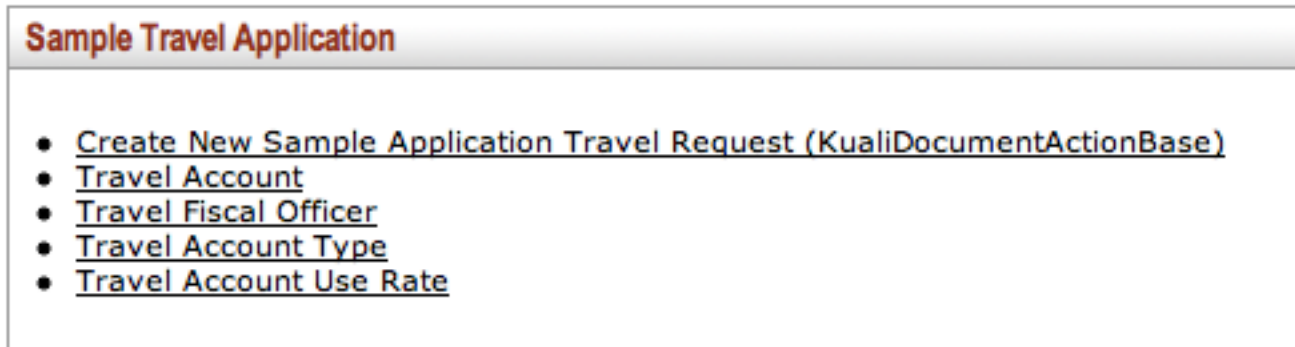 Sample Travel Application
Create New Sample Application Travel Request (KualiDocumentActionBase)
Travel Account
Travel Fiscal Officer
Travel Account Type
Travel Account Use Rate